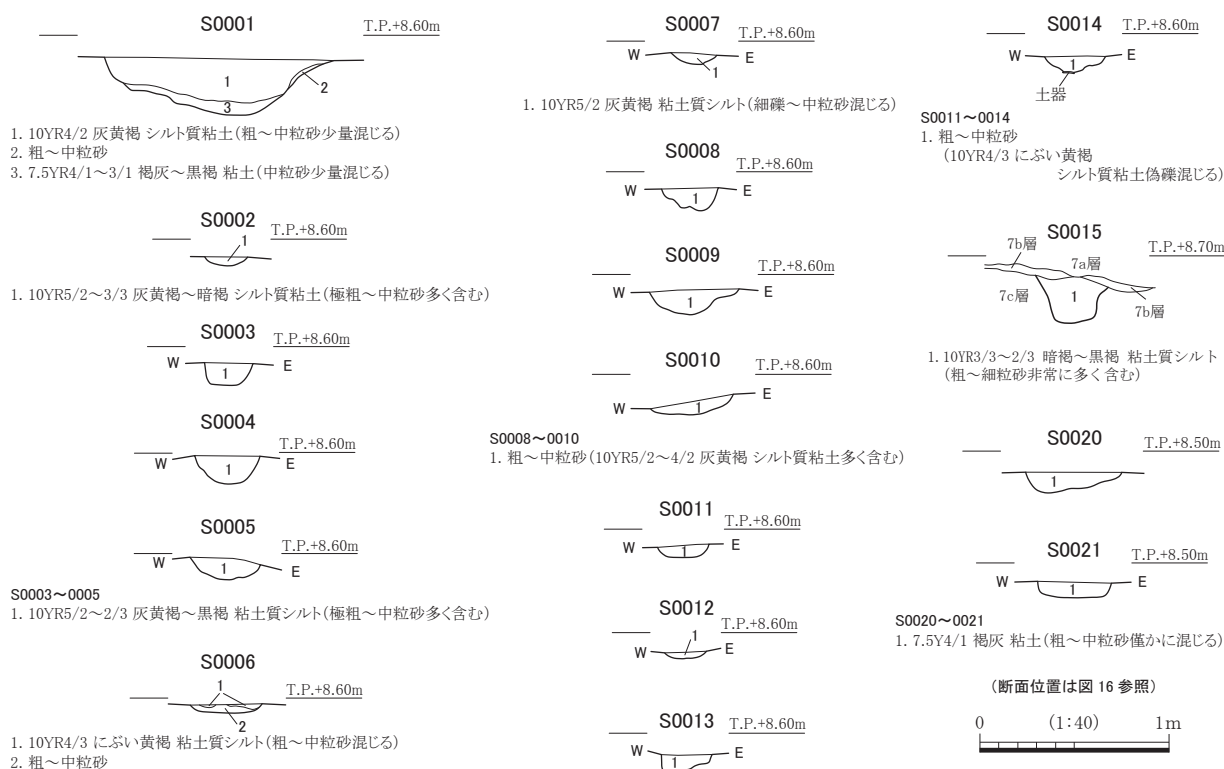 S0001
T.P.+8.60m
1
2
3
1. 10YR4/2 灰黄褐 シルト質粘土(粗～中粒砂少量混じる)
2. 粗～中粒砂
3. 7.5YR4/1～3/1 褐灰～黒褐 粘土(中粒砂少量混じる)
S0002
T.P.+8.60m
1
1. 10YR5/2～3/3 灰黄褐～暗褐 シルト質粘土(極粗～中粒砂多く含む)
S0003
T.P.+8.60m
W
E
1
S0004
T.P.+8.60m
W
E
1
S0005
T.P.+8.60m
W
E
1
S0003～0005
1. 10YR5/2～2/3 灰黄褐～黒褐 粘土質シルト(極粗～中粒砂多く含む)
S0006
T.P.+8.60m
1
2
1. 10YR4/3 にぶい黄褐 粘土質シルト(粗～中粒砂混じる)
2. 粗～中粒砂
S0007
T.P.+8.60m
W
E
1
1. 10YR5/2 灰黄褐 粘土質シルト(細礫～中粒砂混じる)
S0008
T.P.+8.60m
W
E
1
S0009
T.P.+8.60m
W
E
1
S0010
T.P.+8.60m
W
E
1
S0008～0010
1. 粗～中粒砂(10YR5/2～4/2 灰黄褐 シルト質粘土多く含む)
S0011
T.P.+8.60m
W
E
1
S0012
T.P.+8.60m
1
W
E
S0013
T.P.+8.60m
W
E
1
S0014
T.P.+8.60m
W
E
1
土器
S0011～0014
1. 粗～中粒砂
(10YR4/3 にぶい黄褐
シルト質粘土偽礫混じる)
S0015
T.P.+8.70m
7b層
7a層
7c層
1
7b層
1. 10YR3/3～2/3 暗褐～黒褐 粘土質シルト
(粗～細粒砂非常に多く含む)
S0020
T.P.+8.50m
1
S0021
T.P.+8.50m
W
E
1
S0020～0021
1. 7.5Y4/1 褐灰 粘土(粗～中粒砂僅かに混じる)
(断面位置は図 16 参照)
0 (1:40) 1m